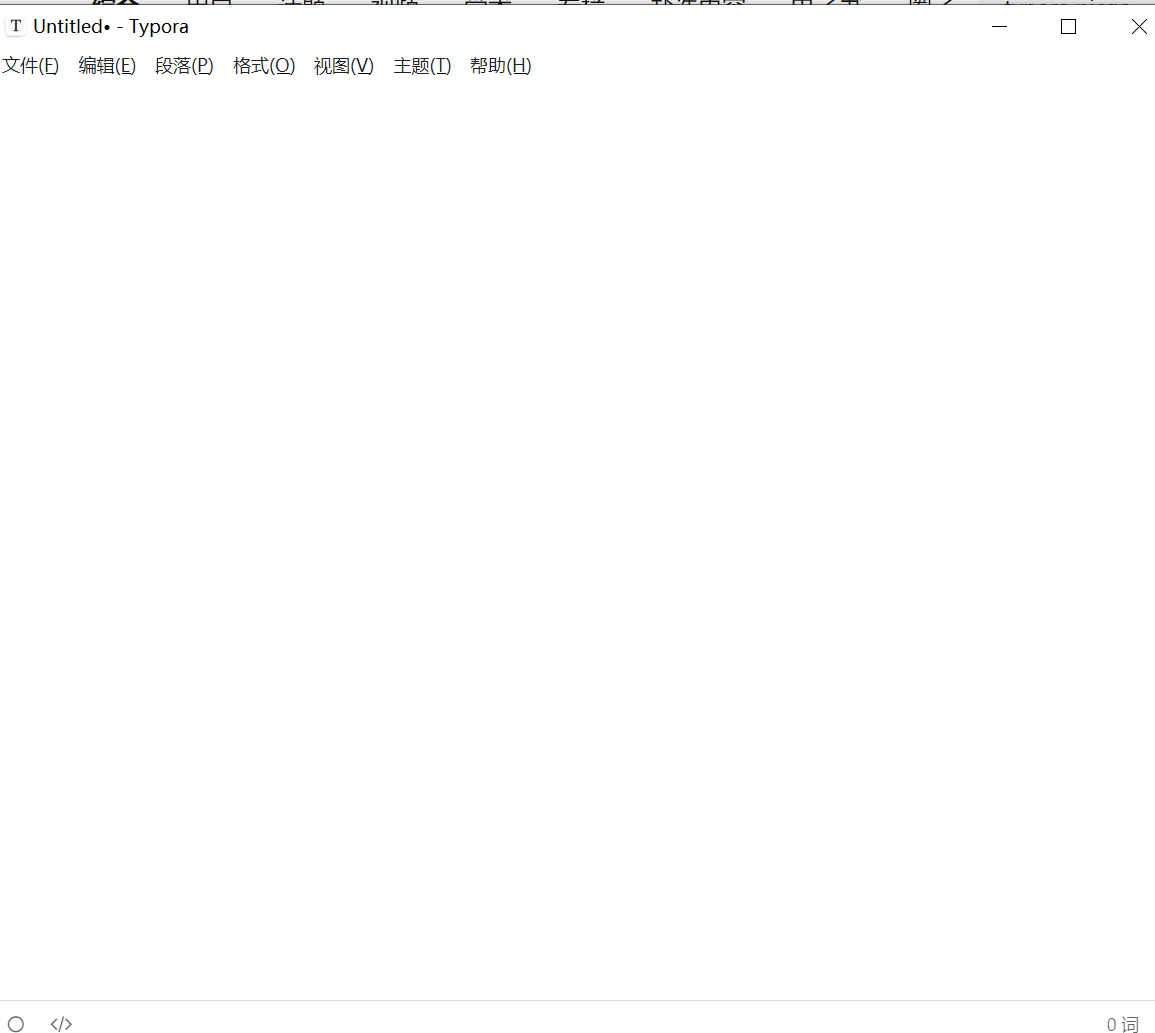 T Untitled• - Typora
文件(F) 编辑(E) 段落(P) 格式(O) 视图(V) 主题(T) 帮助(H)
</> 0 词